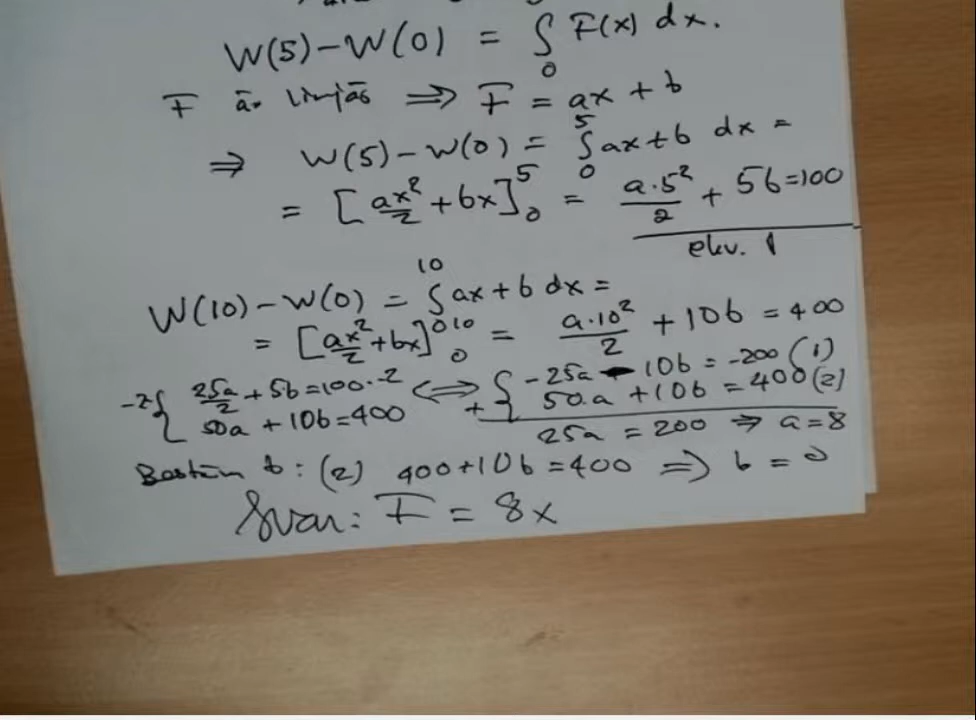 W(5)-W(0) = ∫₀ F(x) dx.
F är linjär ⟹ F = ax + b
⇒ W(5)-W(0) = ∫₀⁵ ax+b dx =
= [ax²/2 + bx]₀⁵ = a·5²/2 + 5b=100
ekv. 1
W(10)-W(0) = ∫₀¹⁰ ax+b dx =
= [ax²/2 + bx]₀¹⁰ = a·10²/2 + 10b = 400
-2{ 25a/2 + 5b=100·-2 ⟺ { -25a - 10b = -200 (1)
50a + 10b=400 + 50·a + 10b = 400 (2)
25a = 200 ⇒ a=8
Bestäm b: (2) 400+10b=400 ⇒ b = 0
Svar: F = 8x